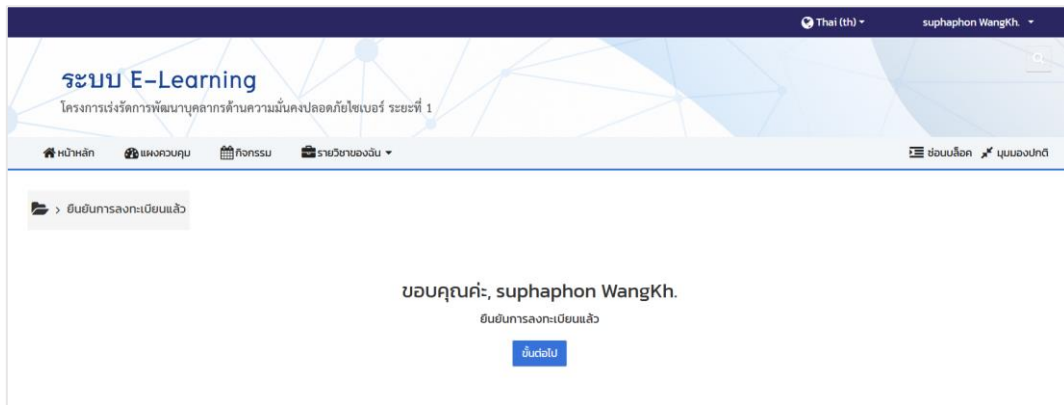 Thai (th) suphaphon WangKh.
ระบบ E-Learning
โครงการเร่งรัดการพัฒนาบุคลากรด้านความมั่นคงปลอดภัยไซเบอร์ ระยะที่ 1
หน้าหลัก แผงควบคุม กิจกรรม รายวิชาของฉัน ซ่อนบล็อค มุมมองปกติ
> ยืนยันการลงทะเบียนแล้ว
ขอบคุณค่ะ, suphaphon WangKh.
ยืนยันการลงทะเบียนแล้ว
ขั้นต่อไป